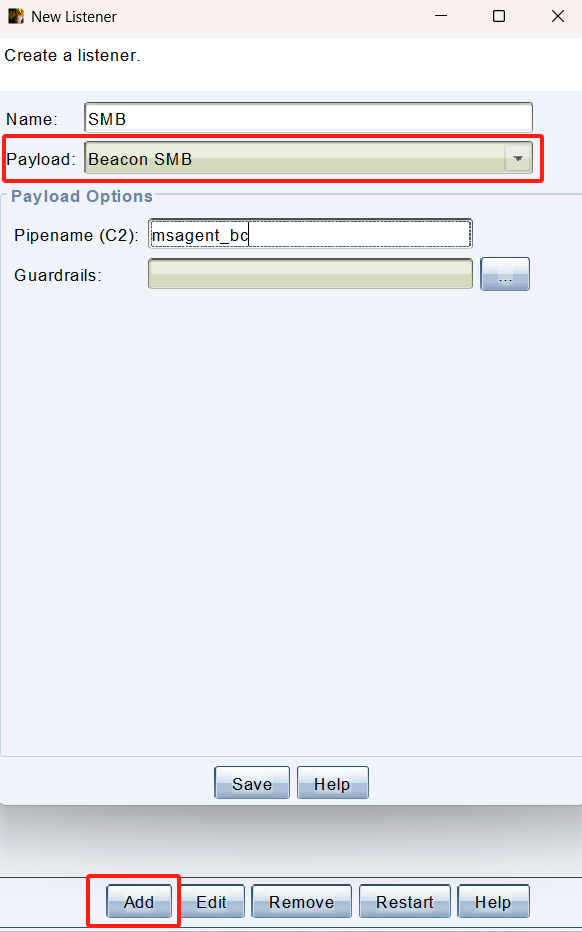 New Listener
Create a listener.
Name: SMB
Payload: Beacon SMB
Payload Options
Pipename (C2): msagent_bc
Guardrails: ...
Save Help
Add Edit Remove Restart Help